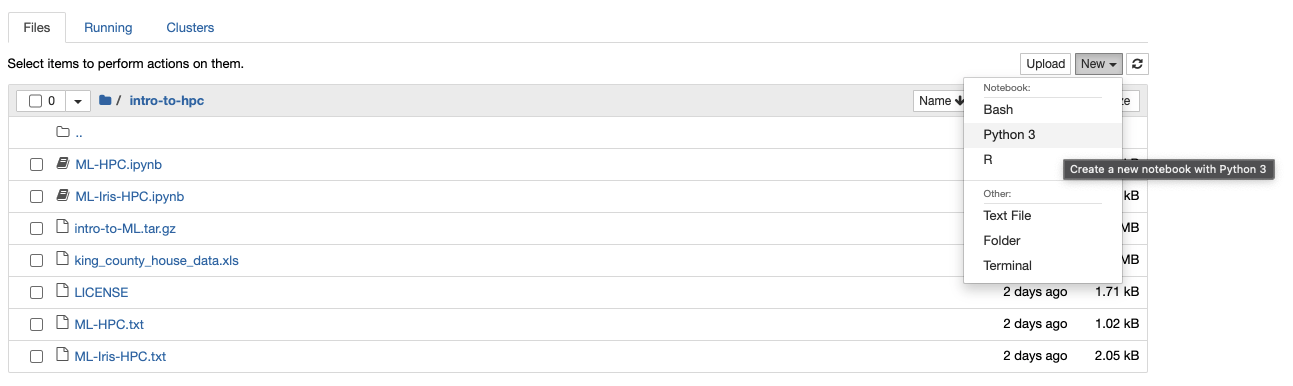 Files Running Clusters
Select items to perform actions on them. Upload New
0 / intro-to-hpc Name
Notebook:
Bash
Python 3
R
Create a new notebook with Python 3
Other:
Text File
Folder
Terminal
..
ML-HPC.ipynb
ML-Iris-HPC.ipynb kB
intro-to-ML.tar.gz MB
king_county_house_data.xls MB
LICENSE 2 days ago 1.71 kB
ML-HPC.txt 2 days ago 1.02 kB
ML-Iris-HPC.txt 2 days ago 2.05 kB